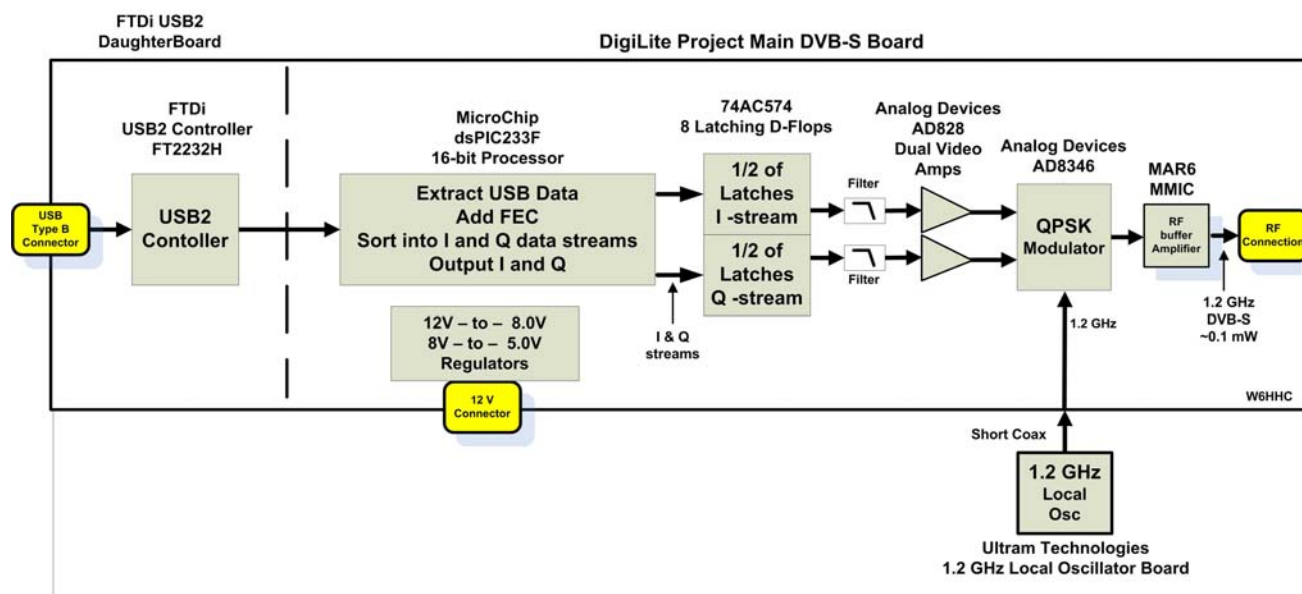 FTDi USB2
DaughterBoard
DigiLite Project Main DVB-S Board
FTDi
USB2 Controller
FT2232H
USB
Type B
Connector
USB2
Contoller
MicroChip
dsPIC233F
16-bit Processor
Extract USB Data
Add FEC
Sort into I and Q data streams
Output I and Q
12V – to – 8.0V
8V – to – 5.0V
Regulators
12 V
Connector
I & Q
streams
74AC574
8 Latching D-Flops
1/2 of
Latches
I -stream
1/2 of
Latches
Q -stream
Filter
Filter
Analog Devices
AD828
Dual Video
Amps
Analog Devices
AD8346
QPSK
Modulator
1.2 GHz
MAR6
MMIC
RF
buffer
Amplifier
RF
Connection
1.2 GHz
DVB-S
~0.1 mW
W6HHC
Short Coax
1.2 GHz
Local
Osc
Ultram Technologies
1.2 GHz Local Oscillator Board